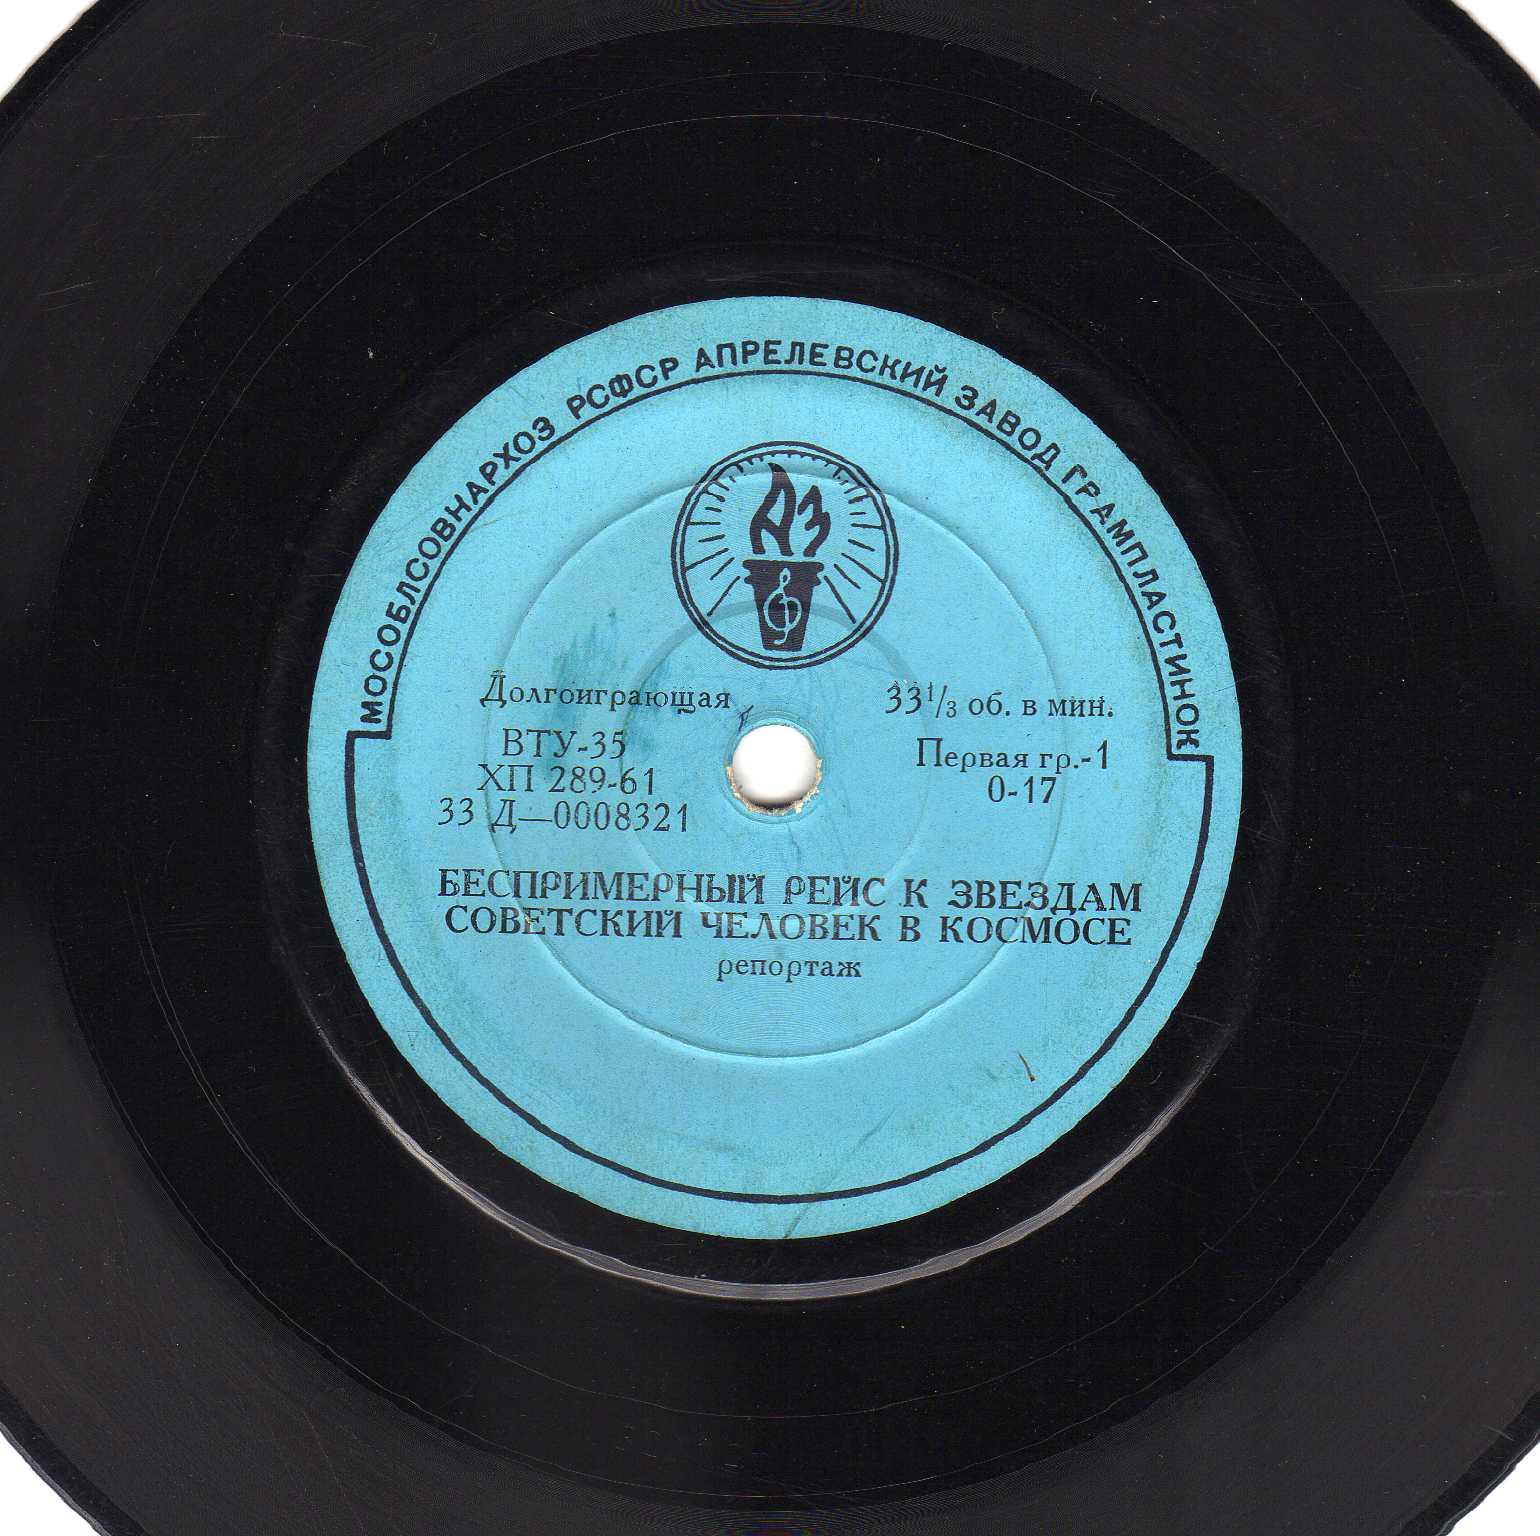 МОСОБЛСОВНАРХОЗ РСФСР АПРЕЛЕВСКИЙ ЗАВОД ГРАМПЛАСТИНОК
АЗ
Долгоиграющая
33⅓ об. в мин.
ВТУ-35
Первая гр.-1
ХП 289-61
0-17
33 Д—0008321
БЕСПРИМЕРНЫЙ РЕЙС К ЗВЕЗДАМ
СОВЕТСКИЙ ЧЕЛОВЕК В КОСМОСЕ
репортаж